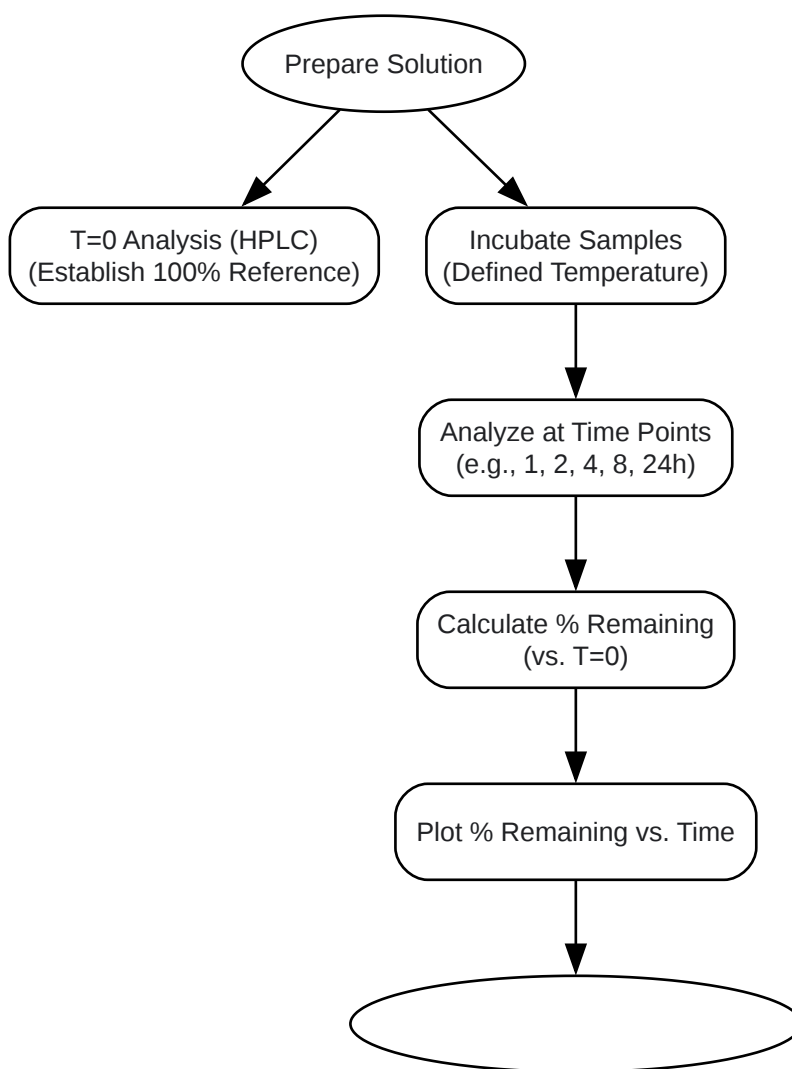 Prepare Solution
T=0 Analysis (HPLC)
(Establish 100% Reference)
Incubate Samples
(Defined Temperature)
Analyze at Time Points
(e.g., 1, 2, 4, 8, 24h)
Calculate % Remaining
(vs. T=0)
Plot % Remaining vs. Time